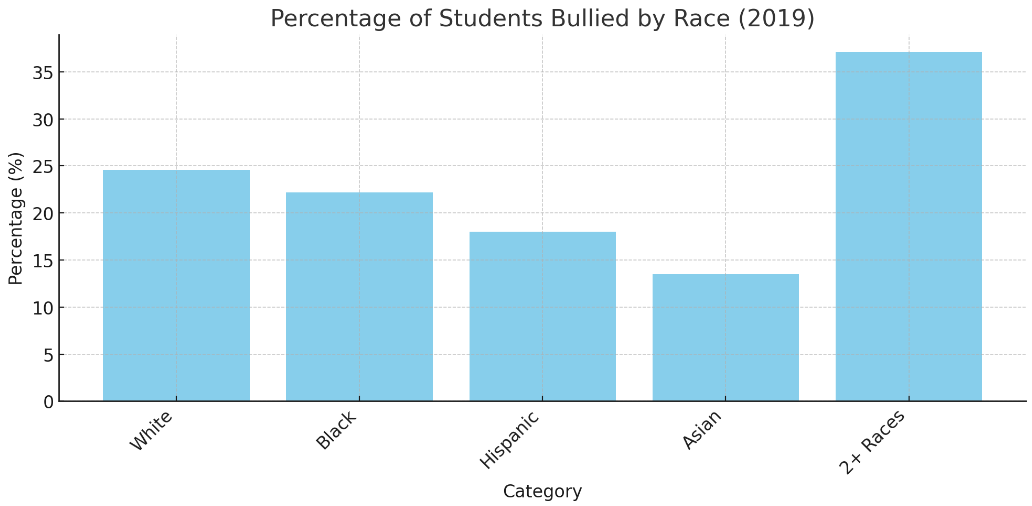 Percentage of Students Bullied by Race (2019)
Percentage (%)
35
30
25
20
15
10
5
0
White
Black
Hispanic
Asian
2+ Races
Category